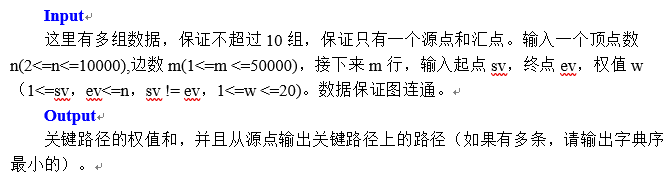 Input
这里有多组数据，保证不超过 10 组，保证只有一个源点和汇点。输入一个顶点数
n(2<=n<=10000),边数 m(1<=m <=50000)，接下来 m 行，输入起点 sv，终点 ev，权值 w
（1<=sv，ev<=n，sv != ev，1<=w <=20）。数据保证图连通。
Output
关键路径的权值和，并且从源点输出关键路径上的路径（如果有多条，请输出字典序
最小的）。